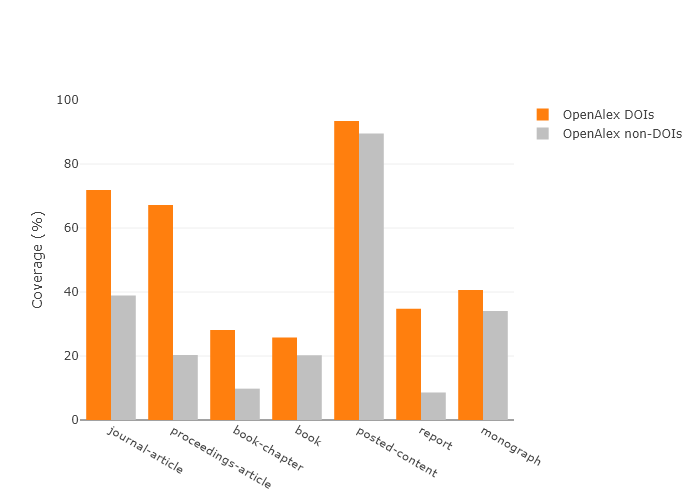 100
80
60
40
20
0
Coverage (%)
journal-article
proceedings-article
book-chapter
book
posted-content
report
monograph
OpenAlex DOIs
OpenAlex non-DOIs